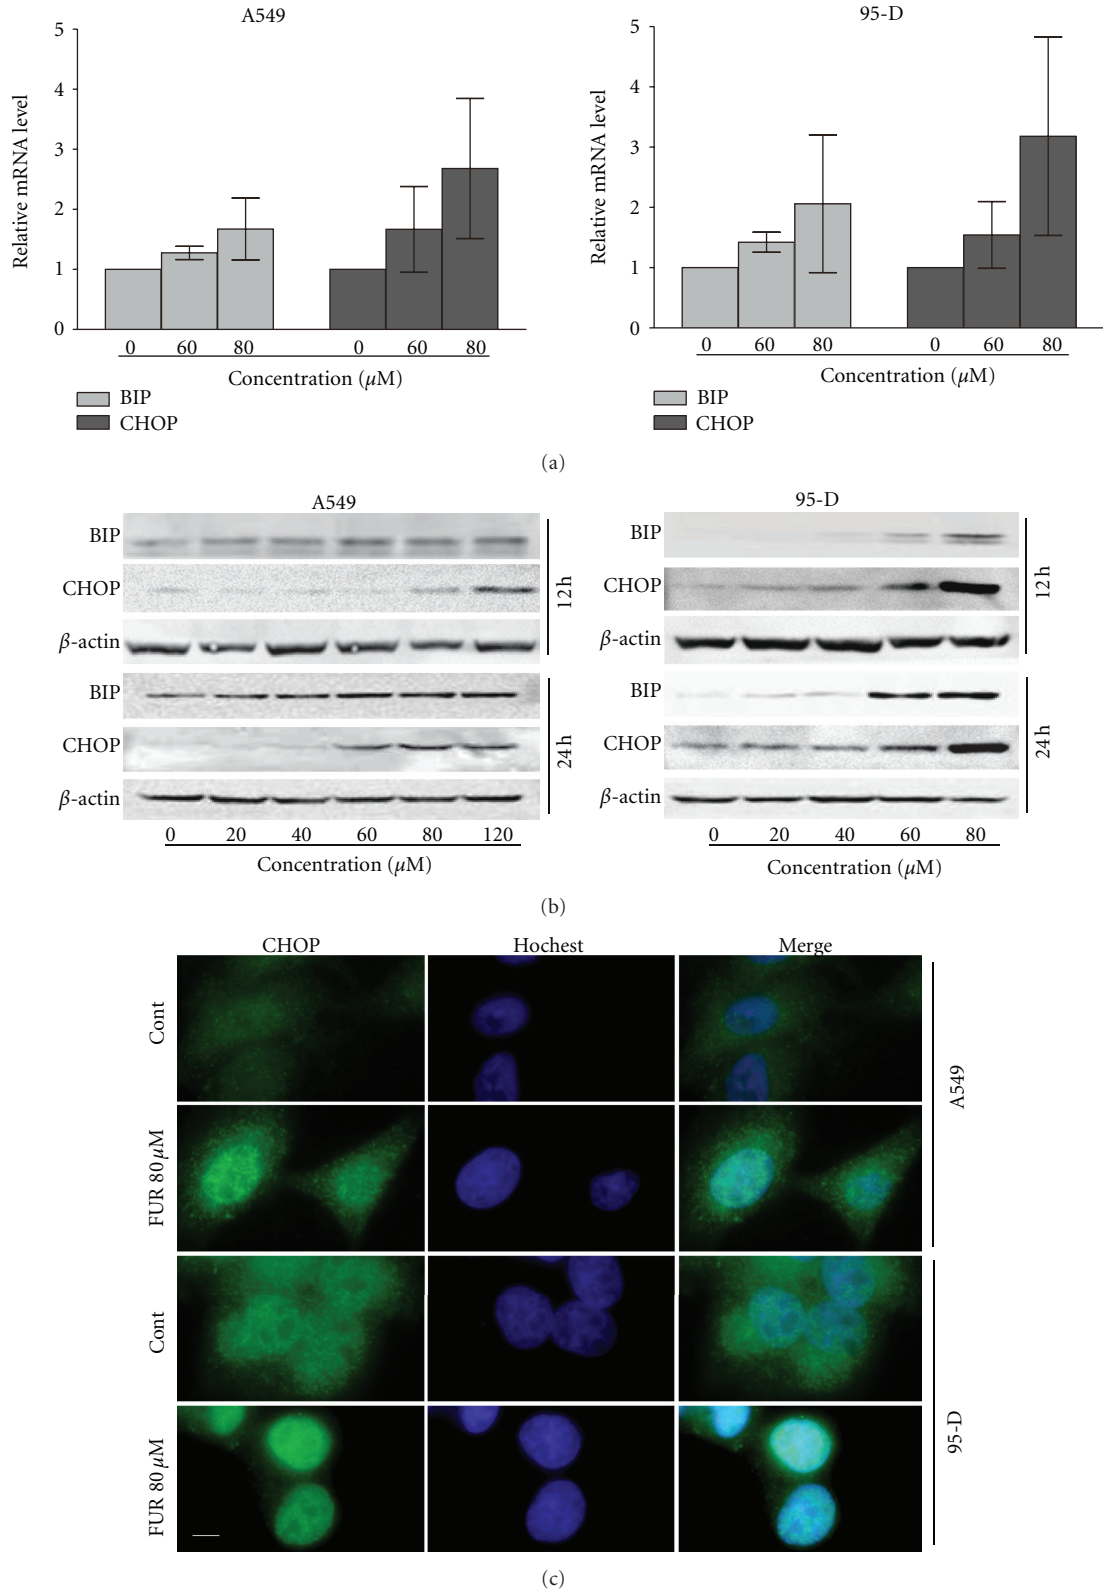 A549
5
4
3
2
1
0
Relative mRNA level
0 60 80 0 60 80
Concentration (μM)
BIP
CHOP
95-D
5
4
3
2
1
0
Relative mRNA level
0 60 80 0 60 80
Concentration (μM)
BIP
CHOP
(a)
A549
BIP
CHOP
β-actin
12 h
BIP
CHOP
β-actin
24 h
0 20 40 60 80 120
Concentration (μM)
95-D
BIP
CHOP
β-actin
12 h
BIP
CHOP
β-actin
24 h
0 20 40 60 80
Concentration (μM)
(b)
CHOP Hochest Merge
Cont
FUR 80 μM
A549
Cont
FUR 80 μM
95-D
(c)